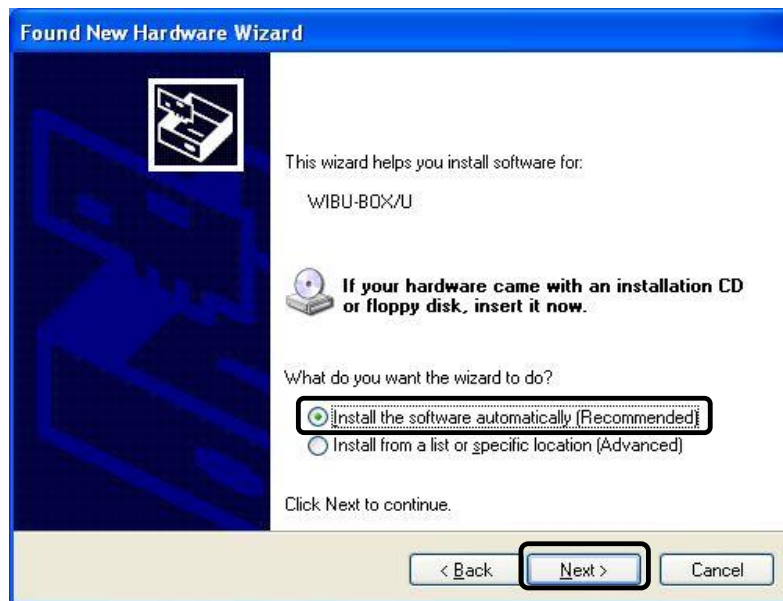 Found New Hardware Wizard
This wizard helps you install software for:
WIBU-BOX/U
If your hardware came with an installation CD
or floppy disk, insert it now.
What do you want the wizard to do?
Install the software automatically (Recommended)
Install from a list or specific location (Advanced)
Click Next to continue.
< Back Next > Cancel